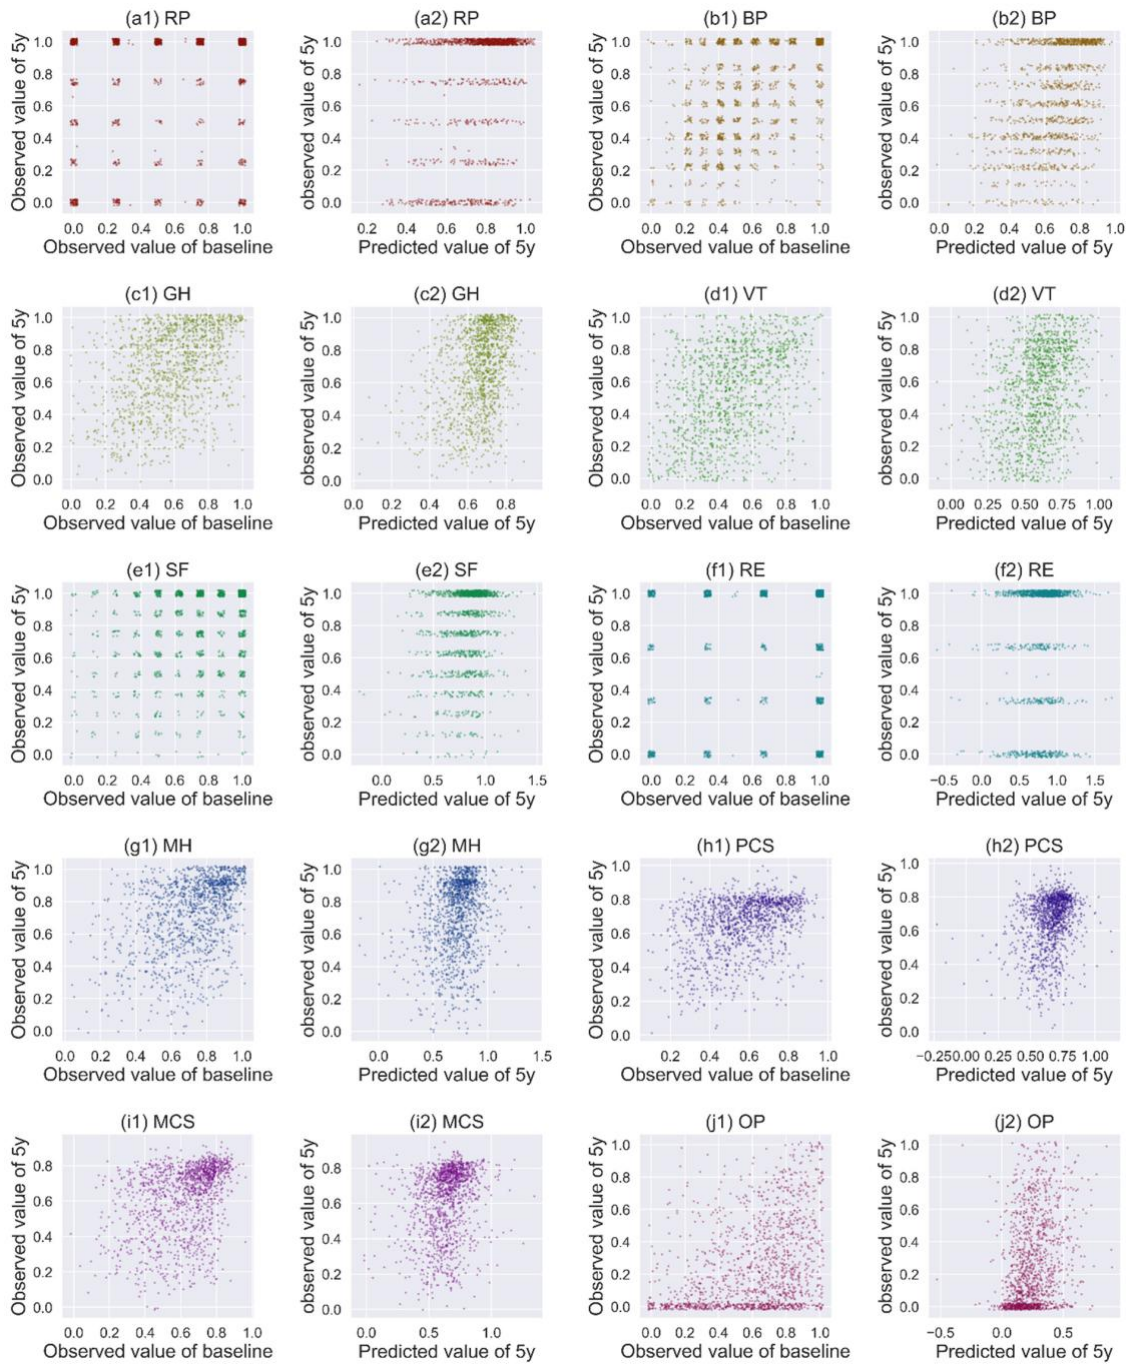 (a1) RP
Observed value of 5y
1.0
0.8
0.6
0.4
0.2
0.0
0.0 0.2 0.4 0.6 0.8 1.0
Observed value of baseline
(a2) RP
observed value of 5y
1.0
0.8
0.6
0.4
0.2
0.0
0.2 0.4 0.6 0.8 1.0
Predicted value of 5y
(b1) BP
Observed value of 5y
1.0
0.8
0.6
0.4
0.2
0.0
0.0 0.2 0.4 0.6 0.8 1.0
Observed value of baseline
(b2) BP
observed value of 5y
1.0
0.8
0.6
0.4
0.2
0.0
0.0 0.2 0.4 0.6 0.8 1.0
Predicted value of 5y
(c1) GH
Observed value of 5y
1.0
0.8
0.6
0.4
0.2
0.0
0.0 0.2 0.4 0.6 0.8 1.0
Observed value of baseline
(c2) GH
observed value of 5y
1.0
0.8
0.6
0.4
0.2
0.0
0.0 0.2 0.4 0.6 0.8
Predicted value of 5y
(d1) VT
Observed value of 5y
1.0
0.8
0.6
0.4
0.2
0.0
0.0 0.2 0.4 0.6 0.8 1.0
Observed value of baseline
(d2) VT
observed value of 5y
1.0
0.8
0.6
0.4
0.2
0.0
0.00 0.25 0.50 0.75 1.00
Predicted value of 5y
(e1) SF
Observed value of 5y
1.0
0.8
0.6
0.4
0.2
0.0
0.0 0.2 0.4 0.6 0.8 1.0
Observed value of baseline
(e2) SF
observed value of 5y
1.0
0.8
0.6
0.4
0.2
0.0
0.0 0.5 1.0 1.5
Predicted value of 5y
(f1) RE
Observed value of 5y
1.0
0.8
0.6
0.4
0.2
0.0
0.0 0.2 0.4 0.6 0.8 1.0
Observed value of baseline
(f2) RE
observed value of 5y
1.0
0.8
0.6
0.4
0.2
0.0
−0.5 0.0 0.5 1.0 1.5
Predicted value of 5y
(g1) MH
Observed value of 5y
1.0
0.8
0.6
0.4
0.2
0.0
0.0 0.2 0.4 0.6 0.8 1.0
Observed value of baseline
(g2) MH
observed value of 5y
1.0
0.8
0.6
0.4
0.2
0.0
0.0 0.5 1.0 1.5
Predicted value of 5y
(h1) PCS
Observed value of 5y
1.0
0.8
0.6
0.4
0.2
0.0
0.2 0.4 0.6 0.8 1.0
Observed value of baseline
(h2) PCS
observed value of 5y
1.0
0.8
0.6
0.4
0.2
0.0
−0.25 0.00 0.25 0.50 0.75 1.00
Predicted value of 5y
(i1) MCS
Observed value of 5y
0.8
0.6
0.4
0.2
0.0
0.0 0.2 0.4 0.6 0.8 1.0
Observed value of baseline
(i2) MCS
observed value of 5y
0.8
0.6
0.4
0.2
0.0
0.0 0.5 1.0
Predicted value of 5y
(j1) OP
Observed value of 5y
1.0
0.8
0.6
0.4
0.2
0.0
0.0 0.2 0.4 0.6 0.8 1.0
Observed value of baseline
(j2) OP
observed value of 5y
1.0
0.8
0.6
0.4
0.2
0.0
−0.5 0.0 0.5
Predicted value of 5y